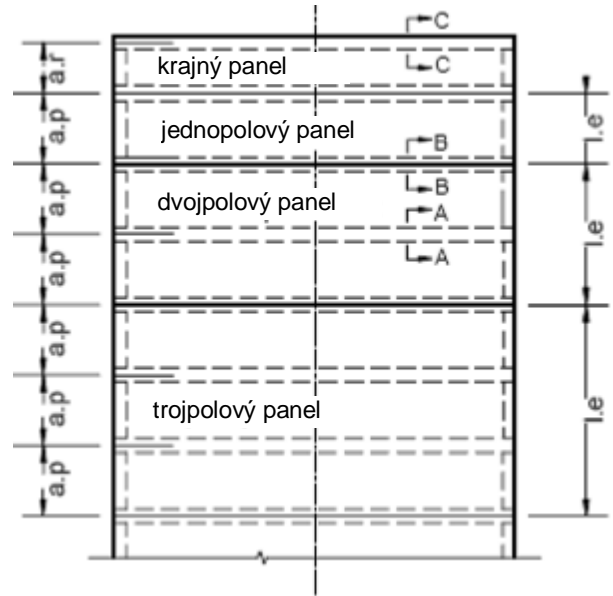 C
a.r
krajný panel
C
a.p
jednopolový panel
l.e
B
B
a.p
dvojpolový panel
A
l.e
a.p
A
a.p
a.p
trojpolový panel
l.e
a.p